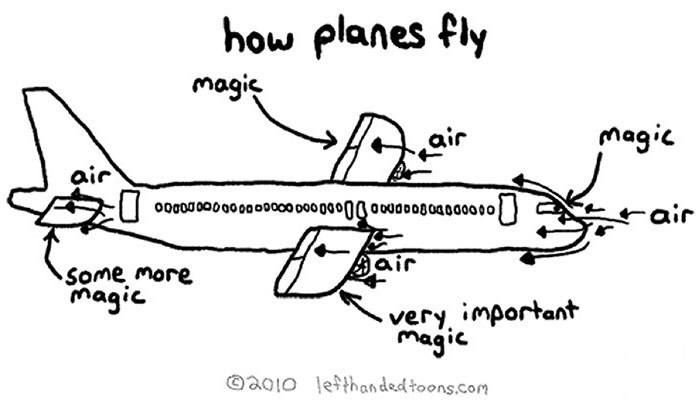 how planes fly
magic
air
magic
air
air
air
some more
magic
very important
magic
©2010 lefthandedtoons.com